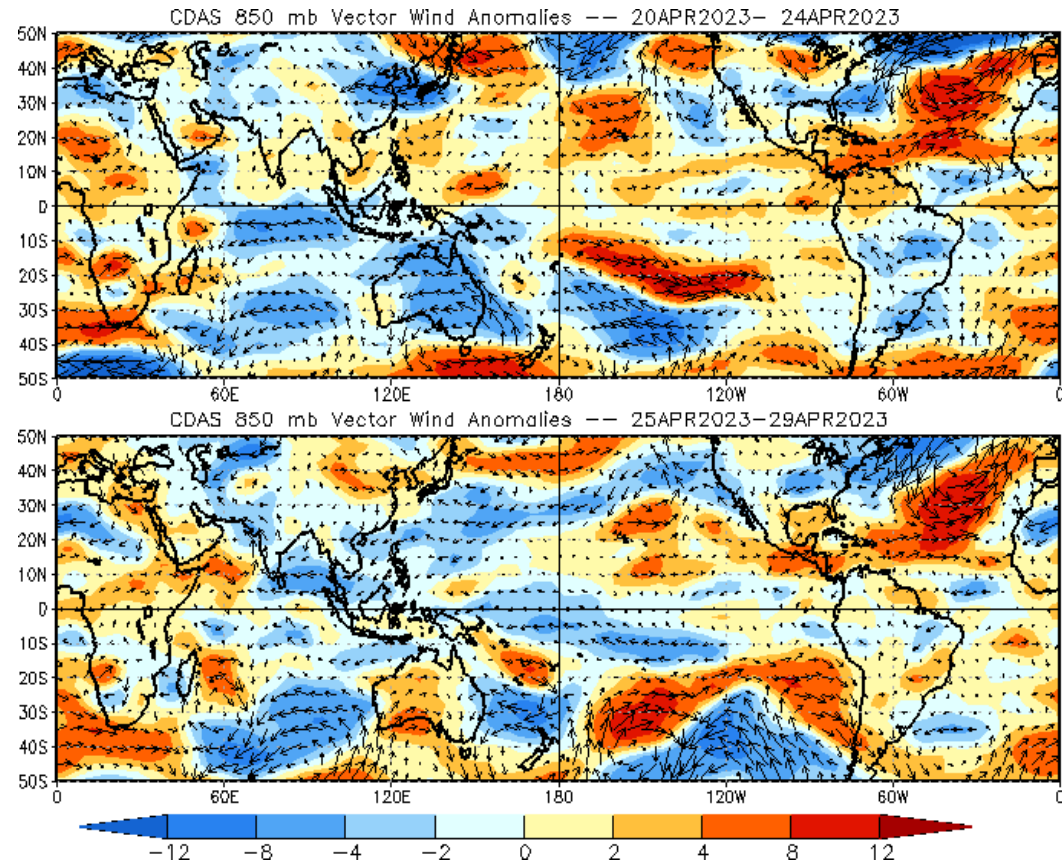 CDAS 850 mb Vector Wind Anomalies -- 20APR2023- 24APR2023
50N
40N
30N
20N
10N
0
10S
20S
30S
40S
50S
0 60E 120E 180 120W 60W 0
CDAS 850 mb Vector Wind Anomalies -- 25APR2023-29APR2023
50N
40N
30N
20N
10N
0
10S
20S
30S
40S
50S
0 60E 120E 180 120W 60W 0
-12 -8 -4 -2 0 2 4 8 12